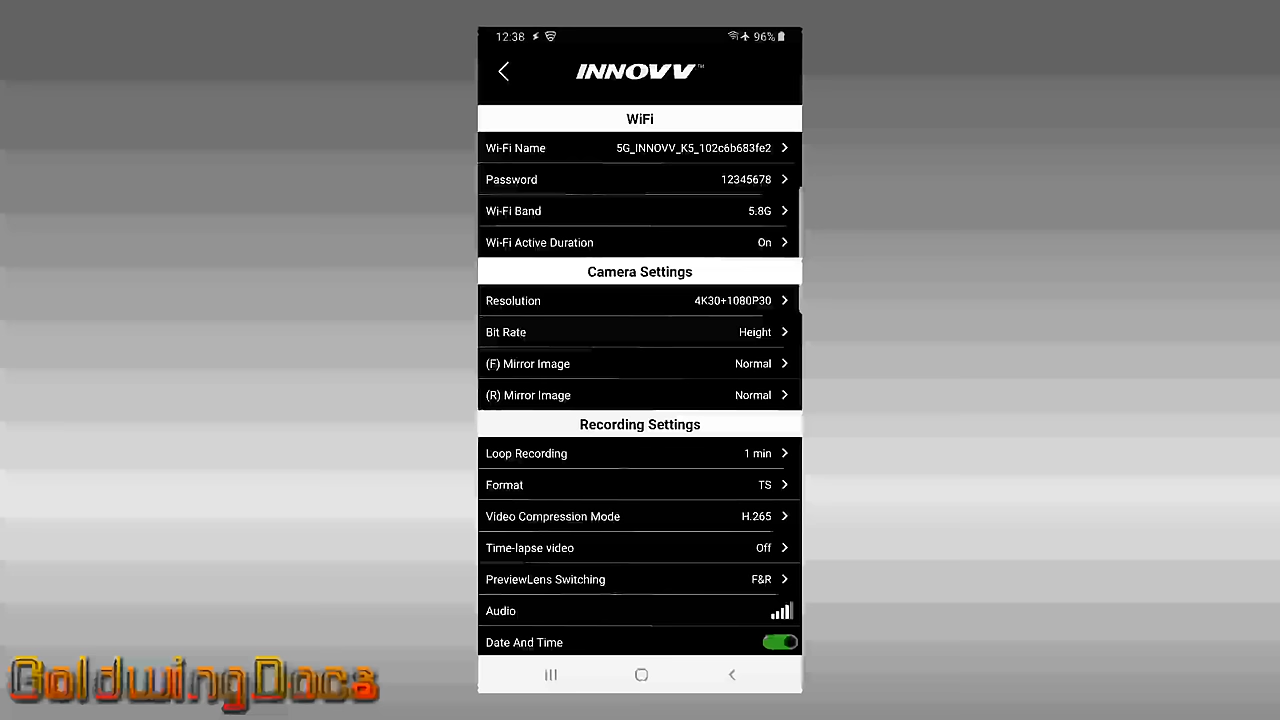 12.38 96%
INNOVV™
WiFi
Wi-Fi Name 5G_INNOVV_K5_102c6b683fe2
Password 12345678
Wi-Fi Band 5.8G
Wi-Fi Active Duration On
Camera Settings
Resolution 4K30+1080P30
Bit Rate Height
(F) Mirror Image Normal
(R) Mirror Image Normal
Recording Settings
Loop Recording 1 min
Format TS
Video Compression Mode H.265
Time-lapse video Off
PreviewLens Switching F&R
Audio
Date And Time
GoldwingDocs